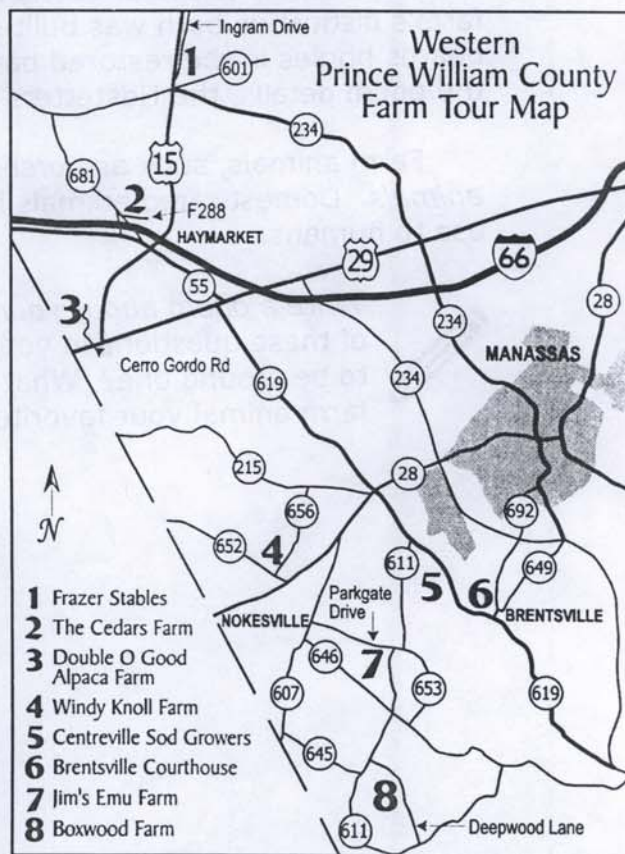 Western
Prince William County
Farm Tour Map
Ingram Drive
1
601
234
15
681
2
F288
HAYMARKET
29
66
55
28
3
234
MANASSAS
Cerro Gordo Rd
619
234
215
28
N
656
692
652
4
611
5
6
649
Parkgate
Drive
BRENTSVILLE
NOKESVILLE
646
7
653
607
619
645
8
611
Deepwood Lane
1 Frazer Stables
2 The Cedars Farm
3 Double O Good
Alpaca Farm
4 Windy Knoll Farm
5 Centreville Sod Growers
6 Brentsville Courthouse
7 Jim's Emu Farm
8 Boxwood Farm